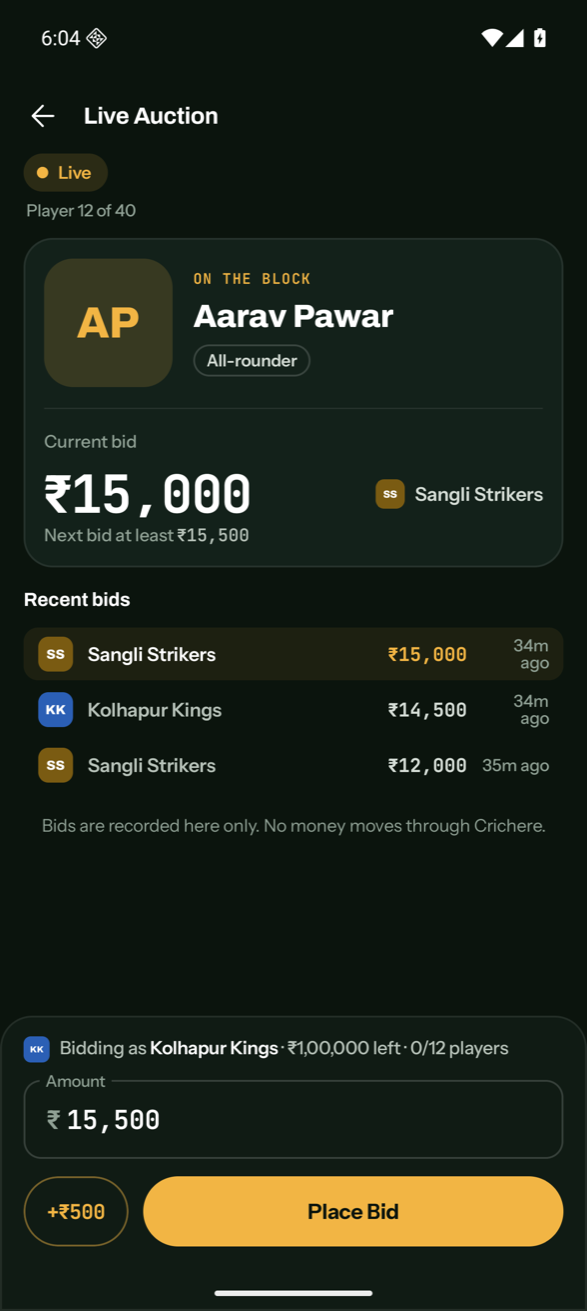 6:04
Live Auction
Live
Player 12 of 40
AP
ON THE BLOCK
Aarav Pawar
All-rounder
Current bid
₹15,000
SS Sangli Strikers
Next bid at least ₹15,500
Recent bids
SS Sangli Strikers ₹15,000 34m
ago
KK Kolhapur Kings ₹14,500 34m
ago
SS Sangli Strikers ₹12,000 35m ago
Bids are recorded here only. No money moves through Crichere.
KK Bidding as Kolhapur Kings · ₹1,00,000 left · 0/12 players
Amount
₹ 15,500
+₹500
Place Bid